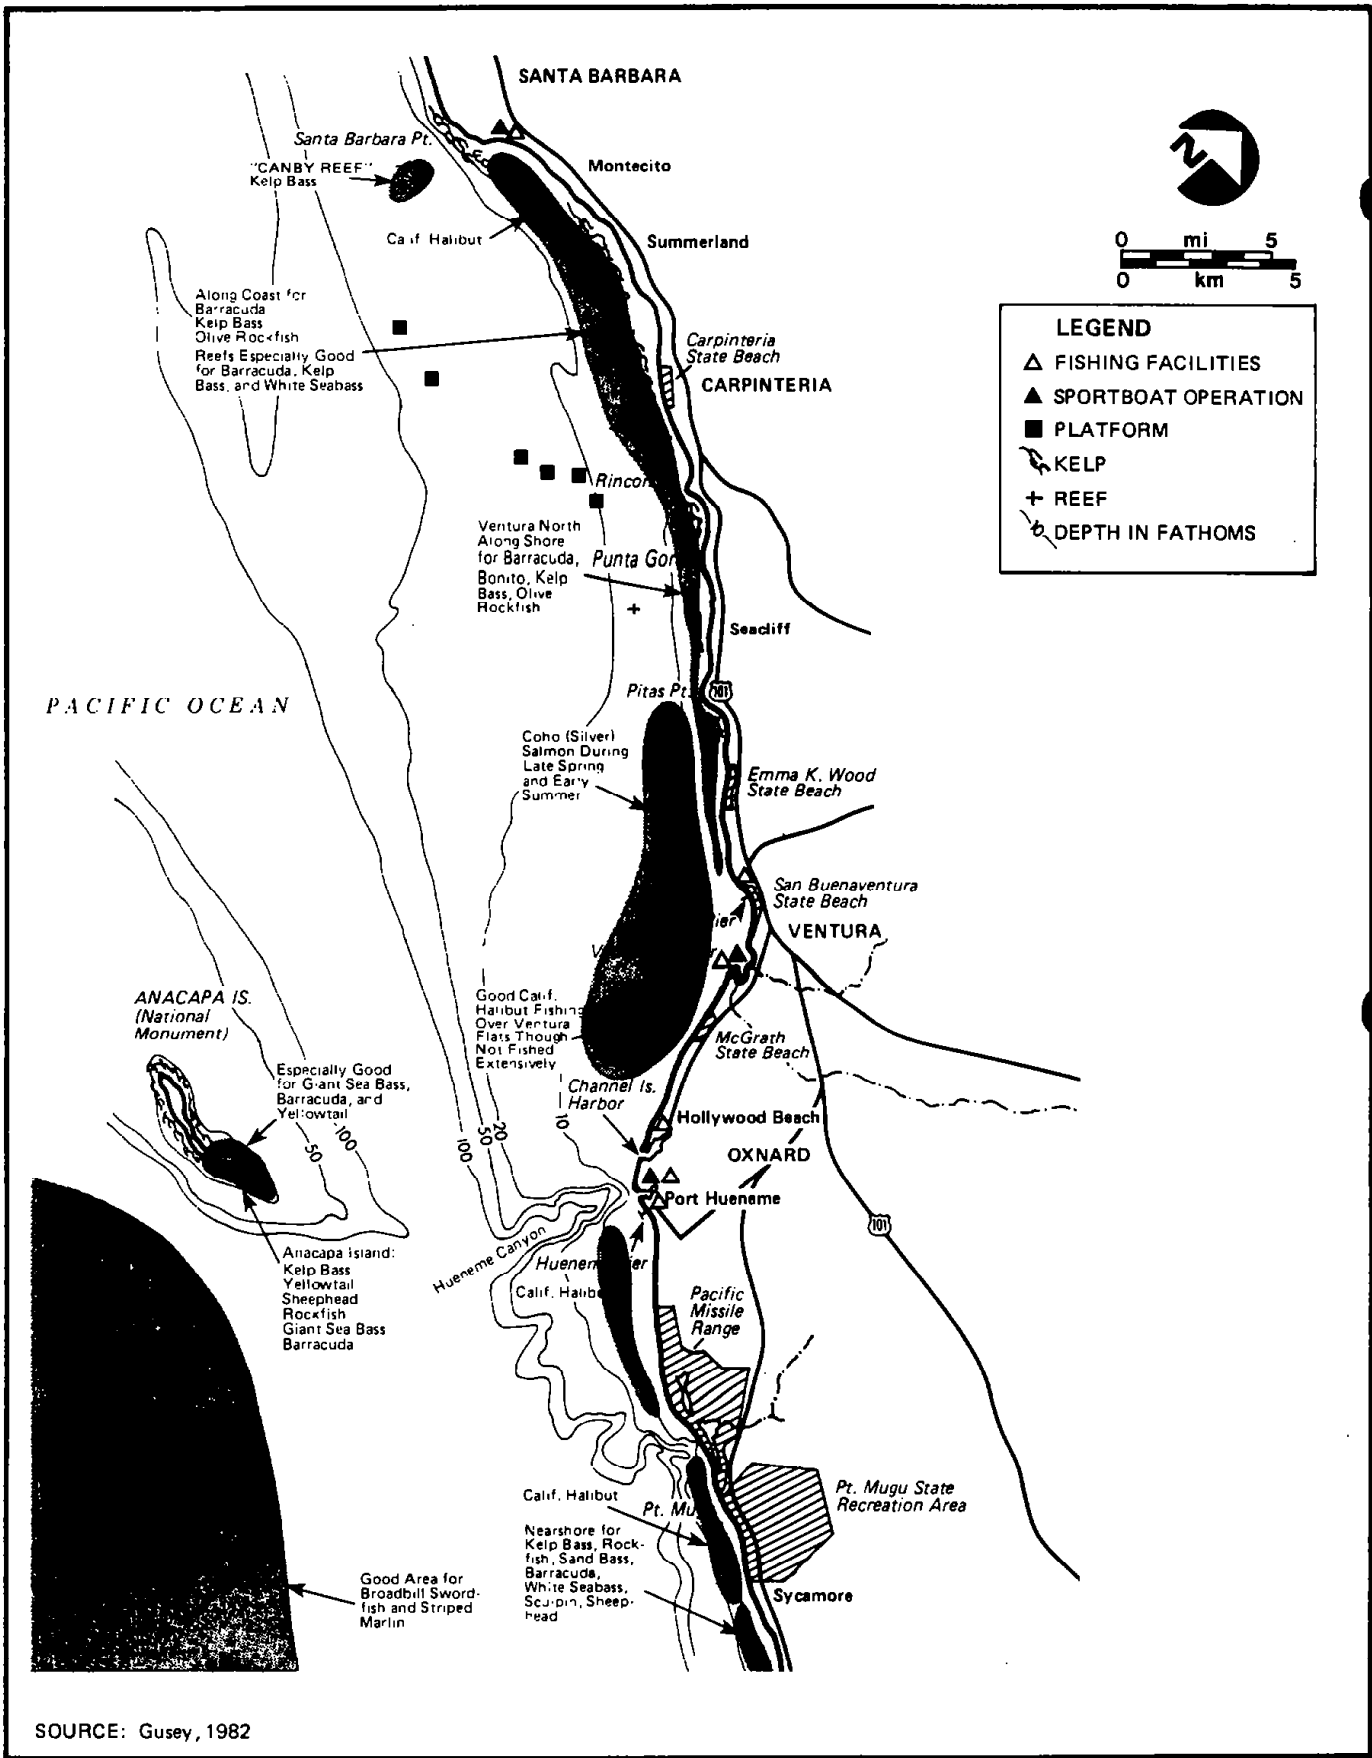 SANTA BARBARA
Santa Barbara Pt.
"CANBY REEF"
Kelp Bass
Montecito
Calif. Halibut
Summerland
N
0 mi 5
0 km 5
Along Coast for
Barracuda
Kelp Bass
Olive Rockfish
Reefs Especially Good
for Barracuda, Kelp
Bass, and White Seabass
Carpinteria
State Beach
CARPINTERIA
LEGEND
FISHING FACILITIES
SPORTBOAT OPERATION
PLATFORM
KELP
REEF
DEPTH IN FATHOMS
Rincon
Ventura North
Along Shore
for Barracuda,
Bonito, Kelp
Bass, Olive
Rockfish
Punta Gor
Seacliff
Pitas Pt.
101
PACIFIC OCEAN
Coho (Silver)
Salmon During
Late Spring
and Early
Summer
Emma K. Wood
State Beach
San Buenaventura
State Beach
ier
VENTURA
V
ANACAPA IS.
(National
Monument)
Good Calif.
Halibut Fishing
Over Ventura
Flats Though
Not Fished
Extensively
McGrath
State Beach
Channel Is.
Harbor
Especially Good
for Giant Sea Bass,
Barracuda, and
Yellowtail
50
100
100
50
20
10
Hollywood Beach
OXNARD
Port Hueneme
101
Hueneme Canyon
Huenem ier
Calif. Halib
Anacapa Island:
Kelp Bass
Yellowtail
Sheephead
Rockfish
Giant Sea Bass
Barracuda
Pacific
Missile
Range
Calif. Halibut
Pt. Mu
Pt. Mugu State
Recreation Area
Nearshore for
Kelp Bass, Rock-
fish, Sand Bass,
Barracuda,
White Seabass,
Sculpin, Sheep-
head
Sycamore
Good Area for
Broadbill Sword-
fish and Striped
Marlin
SOURCE: Gusey, 1982